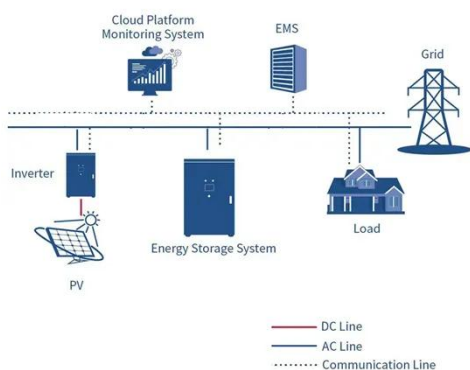 Cloud Platform
Monitoring System
EMS
Grid
Inverter
Energy Storage System
Load
PV
DC Line
AC Line
Communication Line